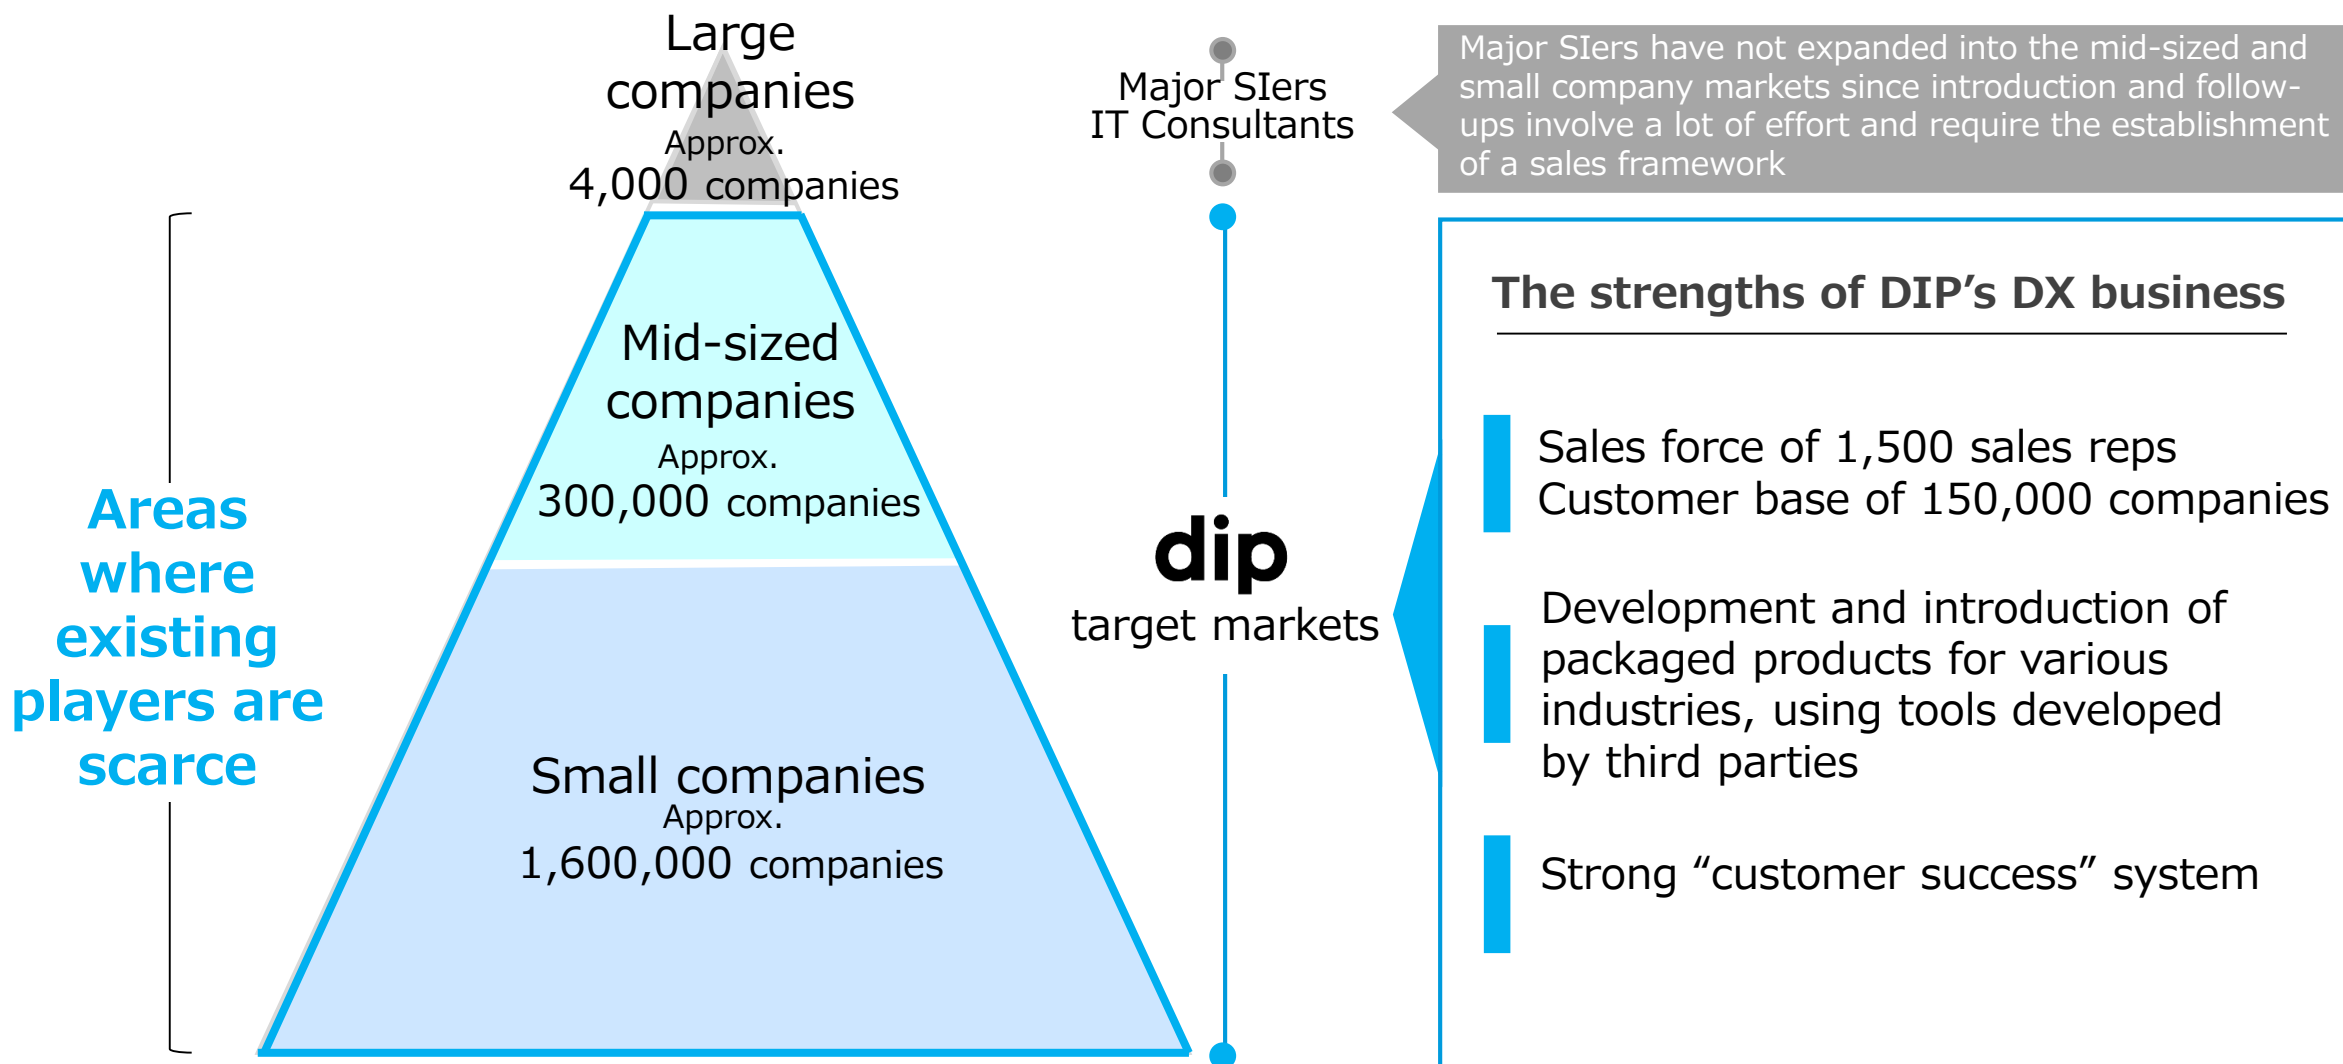 Large
companies
Approx.
4,000 companies
Mid-sized
companies
Approx.
300,000 companies
Small companies
Approx.
1,600,000 companies
Areas
where
existing
players are
scarce
Major SIers
IT Consultants
dip
target markets
Major SIers have not expanded into the mid-sized and
small company markets since introduction and follow-
ups involve a lot of effort and require the establishment
of a sales framework
The strengths of DIP’s DX business
Sales force of 1,500 sales reps
Customer base of 150,000 companies
Development and introduction of
packaged products for various
industries, using tools developed
by third parties
Strong “customer success” system